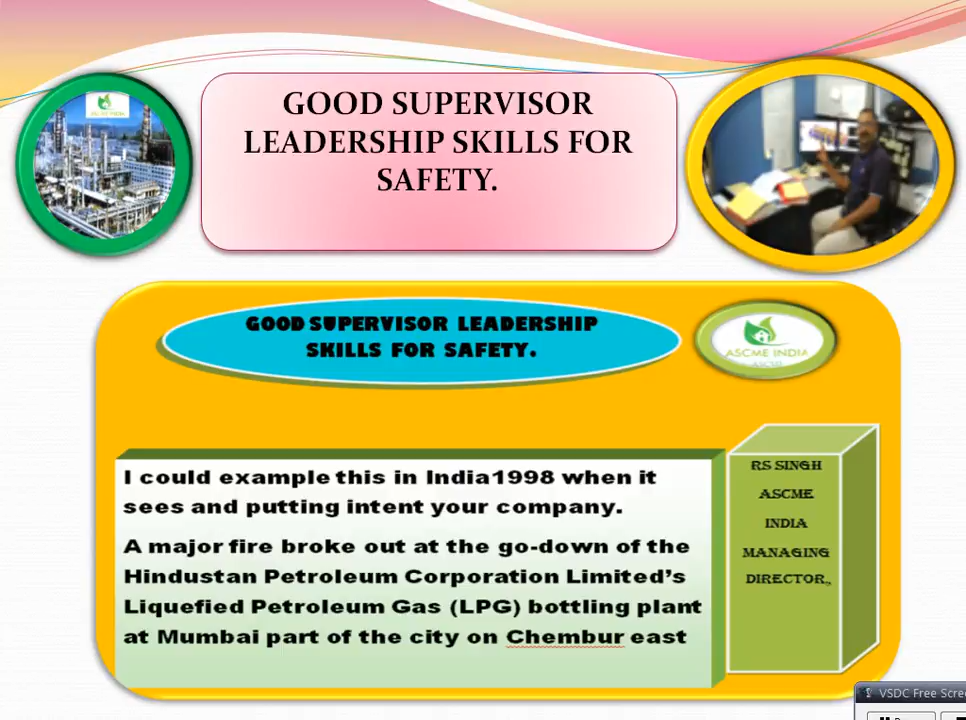 GOOD SUPERVISOR
LEADERSHIP SKILLS FOR
SAFETY.
ASCME INDIA
GOOD SUPERVISOR LEADERSHIP
SKILLS FOR SAFETY.
ASCME INDIA
I could example this in India1998 when it
sees and putting intent your company.
A major fire broke out at the go-down of the
Hindustan Petroleum Corporation Limited’s
Liquefied Petroleum Gas (LPG) bottling plant
at Mumbai part of the city on Chembur east
RS SINGH
ASCME
INDIA
MANAGING
DIRECTOR,,
VSDC Free Scree